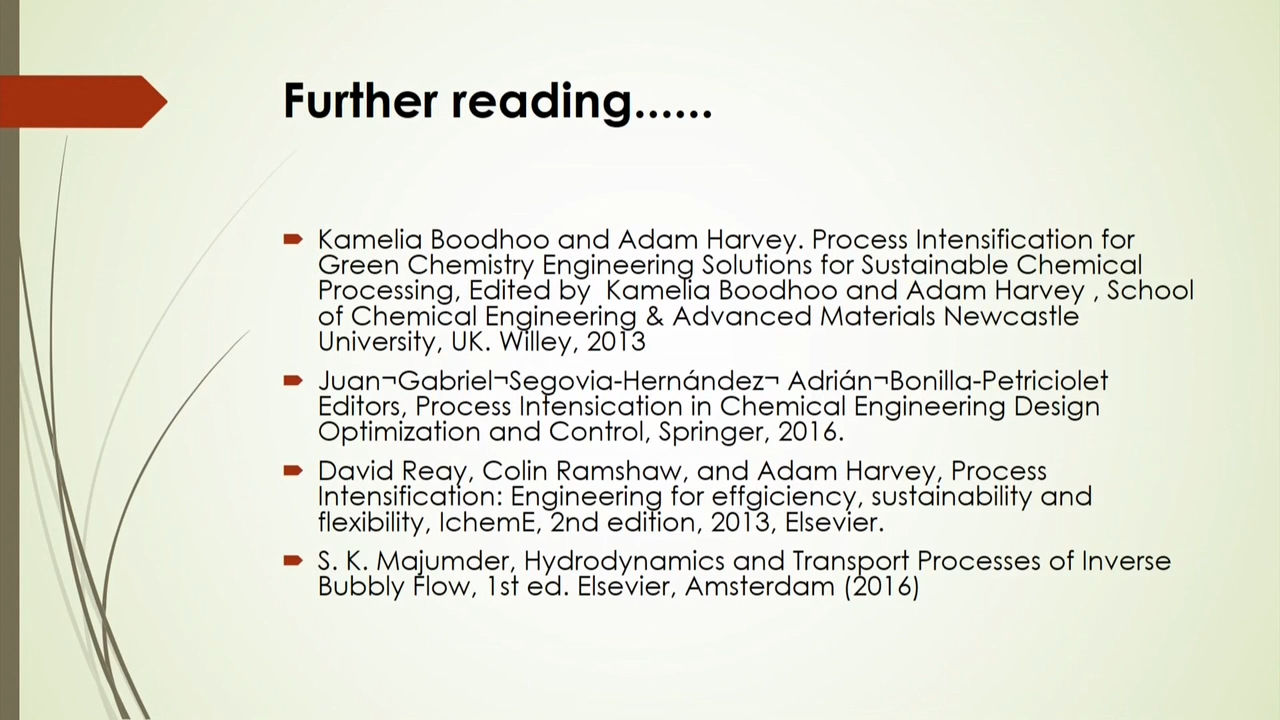 Further reading......
Kamelia Boodhoo and Adam Harvey. Process Intensification for
Green Chemistry Engineering Solutions for Sustainable Chemical
Processing, Edited by  Kamelia Boodhoo and Adam Harvey , School
of Chemical Engineering & Advanced Materials Newcastle
University, UK. Willey, 2013
Juan¬Gabriel¬Segovia-Hernández¬ Adrián¬Bonilla-Petriciolet
Editors, Process Intensication in Chemical Engineering Design
Optimization and Control, Springer, 2016.
David Reay, Colin Ramshaw, and Adam Harvey, Process
Intensification: Engineering for effgiciency, sustainability and
flexibility, IchemE, 2nd edition, 2013, Elsevier.
S. K. Majumder, Hydrodynamics and Transport Processes of Inverse
Bubbly Flow, 1st ed. Elsevier, Amsterdam (2016)